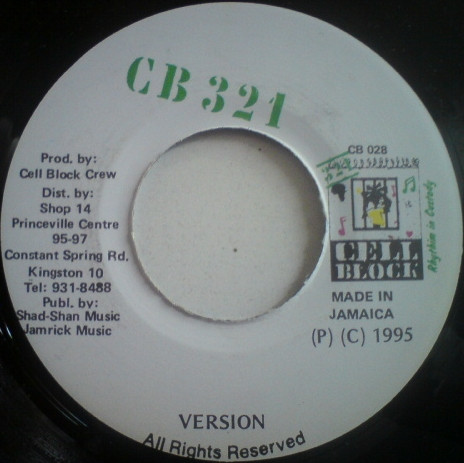 CB 321
Prod. by:
Cell Block Crew
Dist. by:
Shop 14
Princeville Centre
95-97
Constant Spring Rd.
Kingston 10
Tel: 931-8488
Publ. by:
Shad-Shan Music
Jamrick Music
CB 028
CELL
BLOCK
Rhythm in Custody
MADE IN
JAMAICA
(P) (C) 1995
VERSION
All Rights Reserved